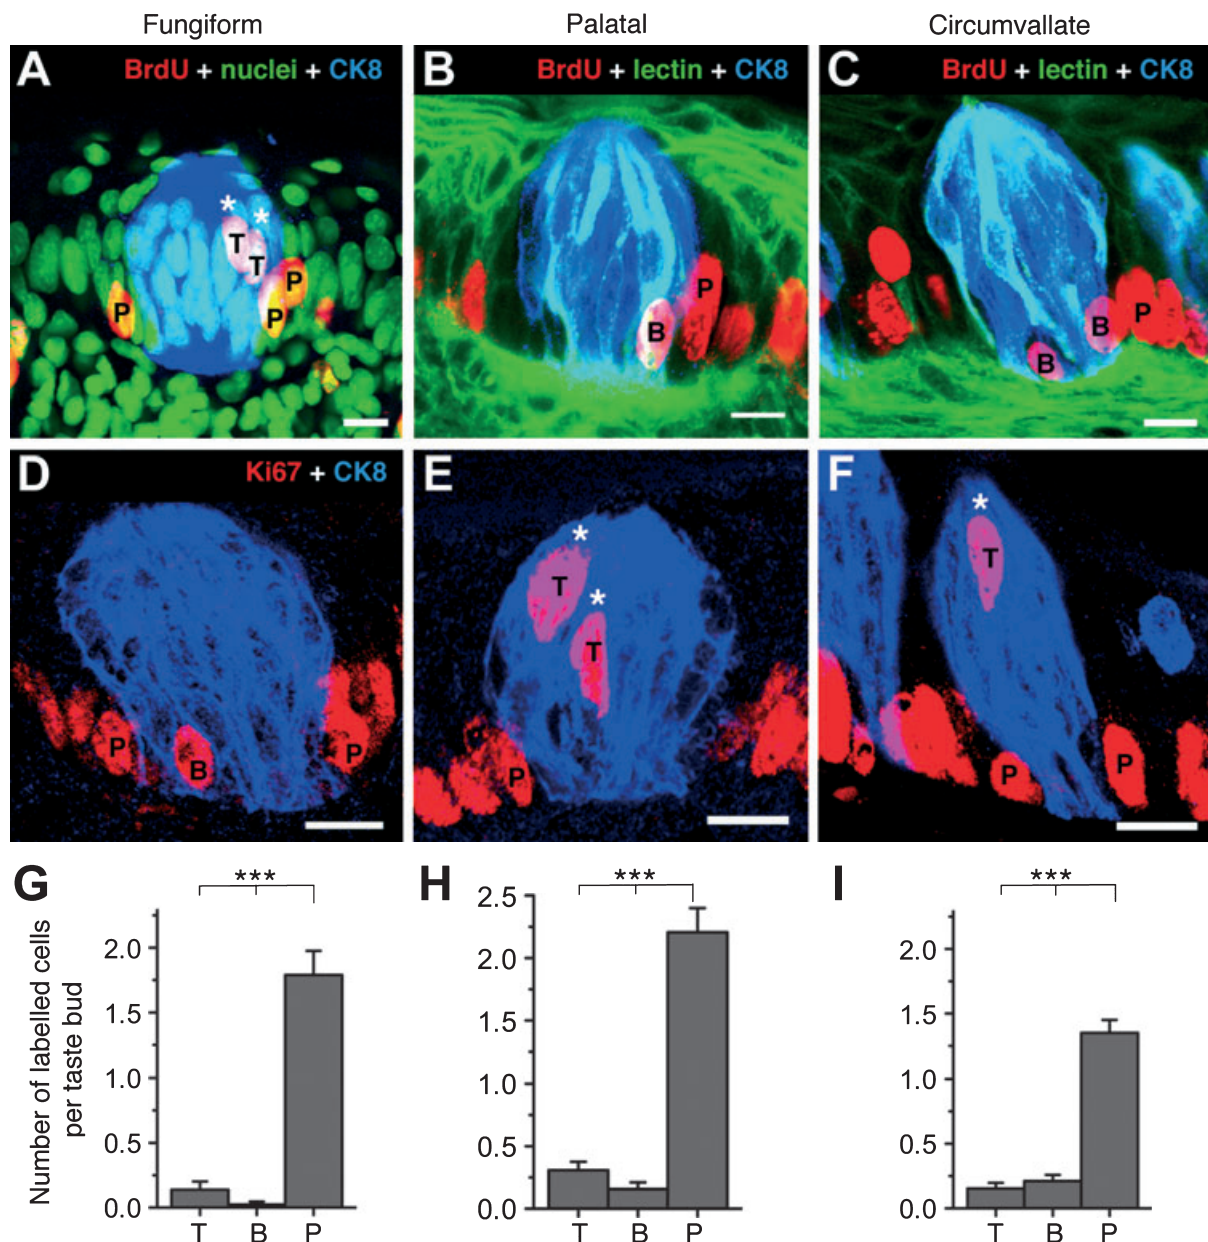 Fungiform
Palatal
Circumvallate
A
BrdU + nuclei + CK8
B
BrdU + lectin + CK8
C
BrdU + lectin + CK8
*
*
T
T
P
P
P
P
B
B
B
P
D
Ki67 + CK8
E
F
P
B
P
*
*
T
T
P
*
T
P
P
G
***
Number of labelled cells
per taste bud
2.0
1.5
1.0
0.5
0.0
T B P
H
***
2.5
2.0
1.5
1.0
0.5
0.0
T B P
I
***
2.0
1.5
1.0
0.5
0.0
T B P